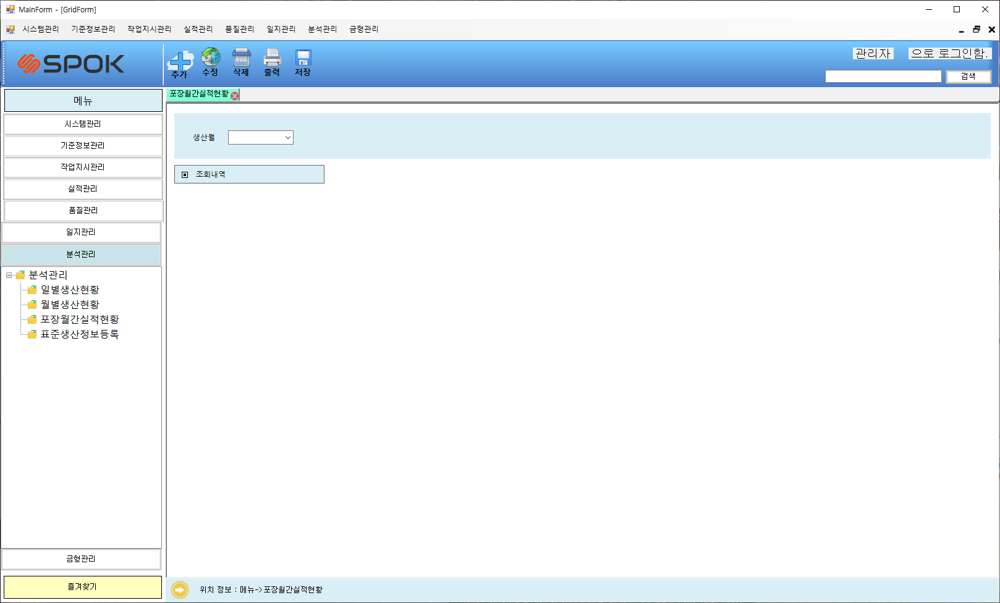 MainForm - [GridForm]
시스템관리 기준정보관리 작업지시관리 실적관리 품질관리 일지관리 분석관리 금형관리
SPOK
추가 수정 삭제 출력 저장
관리자 으로 로그인함.
검색
메뉴
시스템관리
기준정보관리
작업지시관리
실적관리
품질관리
일지관리
분석관리
분석관리
일별생산현황
월별생산현황
포장월간실적현황
표준생산정보등록
금형관리
즐겨찾기
포장월간실적현황
생산월
조회내역
위치 정보 : 메뉴->포장월간실적현황